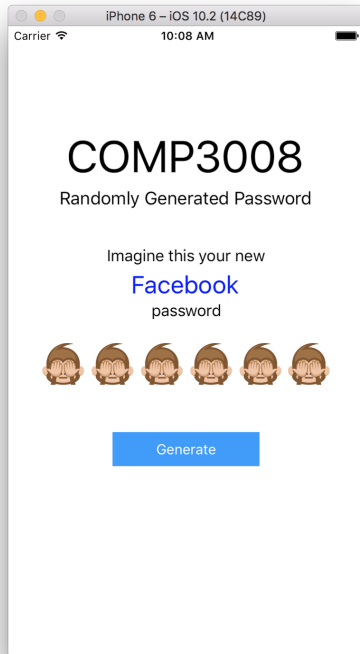 iPhone 6 – iOS 10.2 (14C89)
Carrier 10:08 AM
COMP3008
Randomly Generated Password
Imagine this your new
Facebook
password
Generate